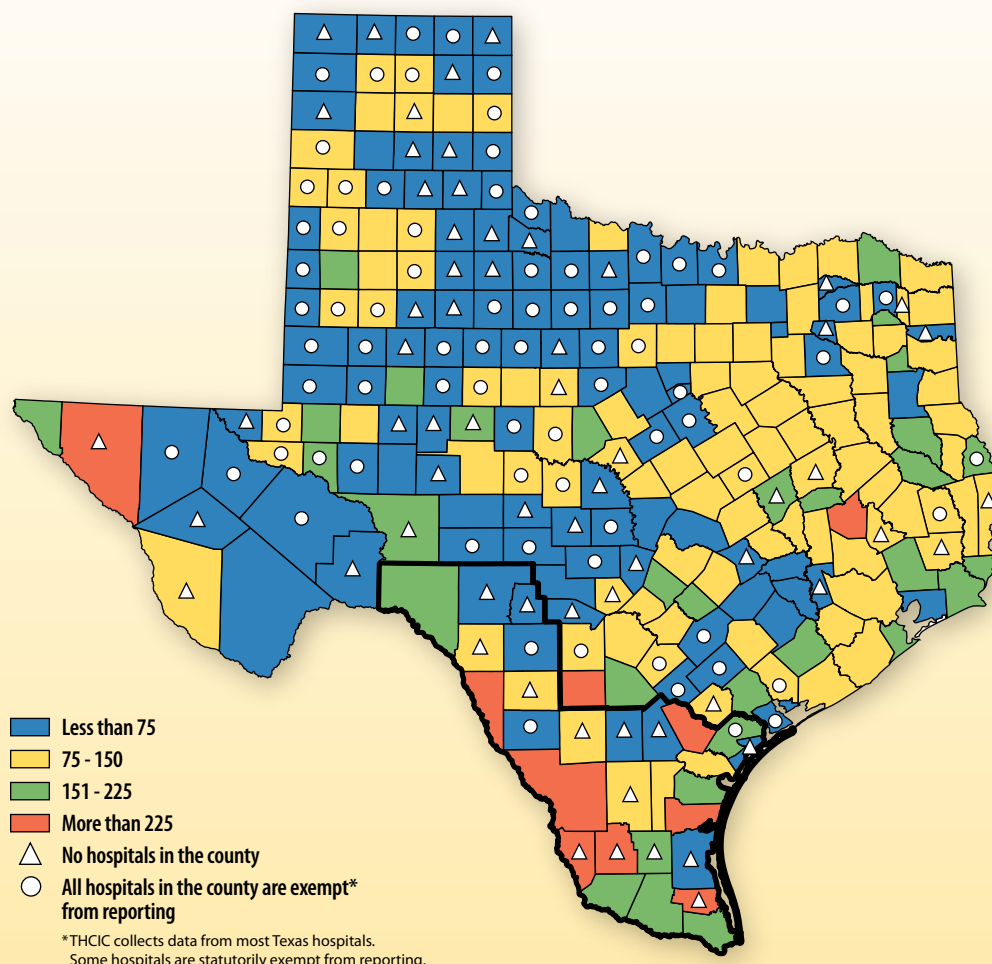 Less than 75
75 - 150
151 - 225
More than 225
No hospitals in the county
All hospitals in the county are exempt*
from reporting
*THCIC collects data from most Texas hospitals.
Some hospitals are statutorily exempt from reporting.